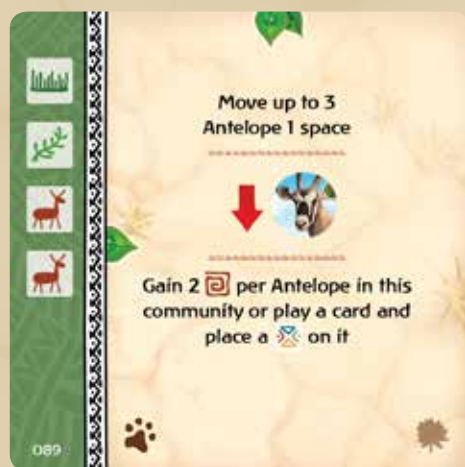 Move up to 3
Antelope 1 space
Gain 2 per Antelope in this
community or play a card and
place a on it
089